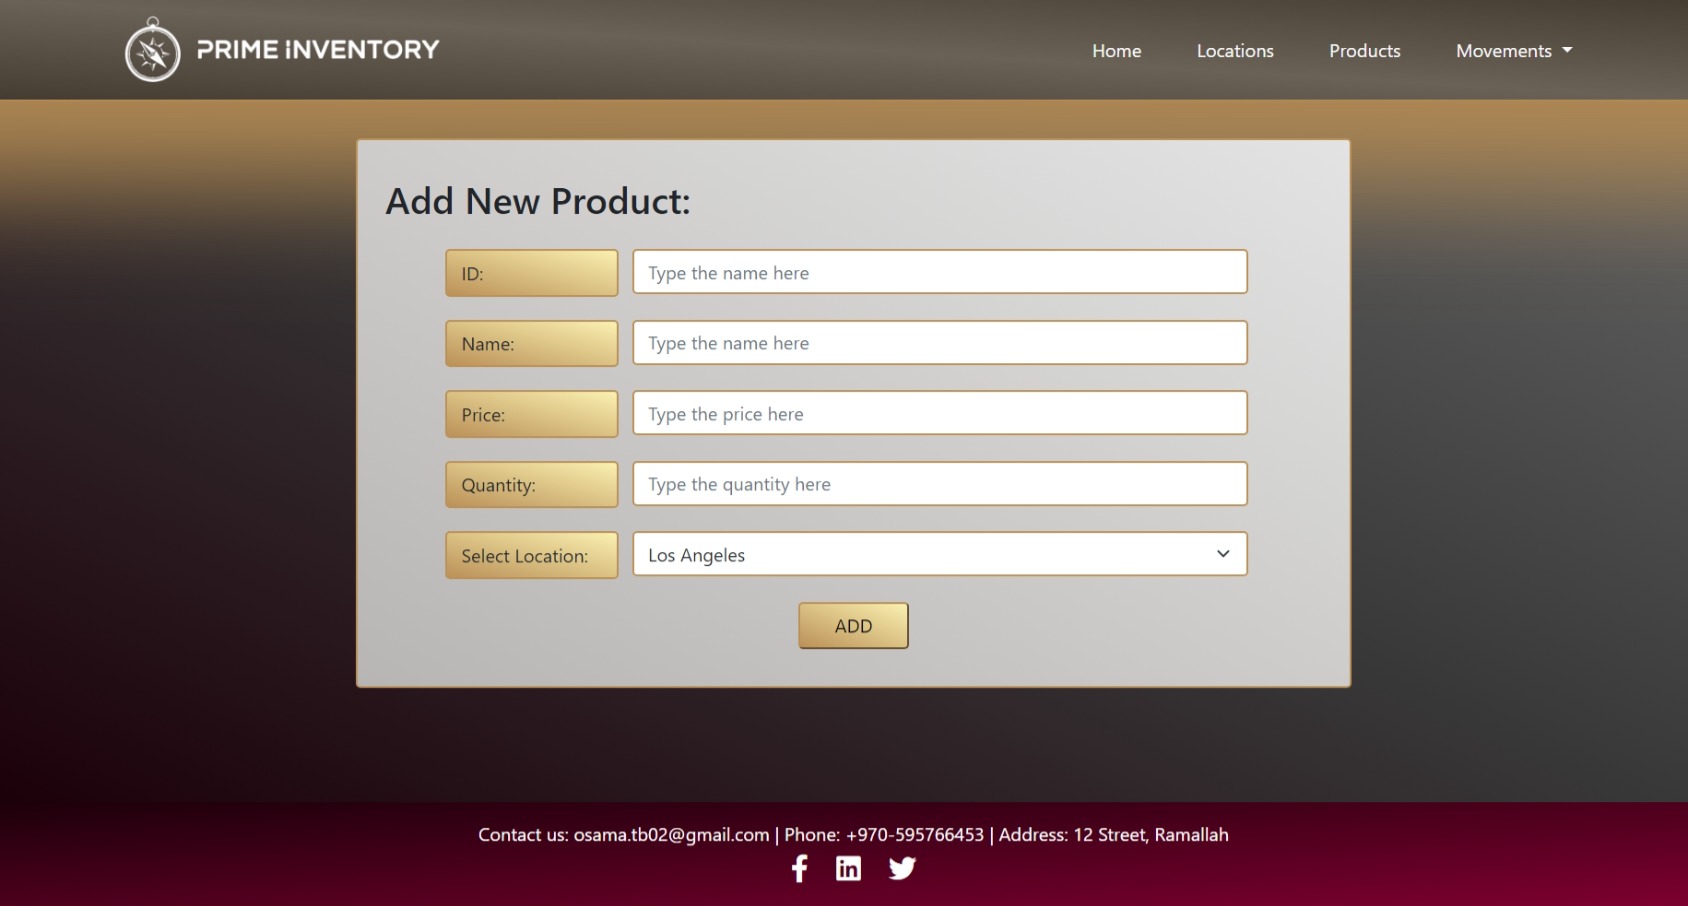 PRIME iNVENTORY
Home Locations Products Movements
Add New Product:
ID: Type the name here
Name: Type the name here
Price: Type the price here
Quantity: Type the quantity here
Select Location: Los Angeles
ADD
Contact us: osama.tb02@gmail.com | Phone: +970-595766453 | Address: 12 Street, Ramallah